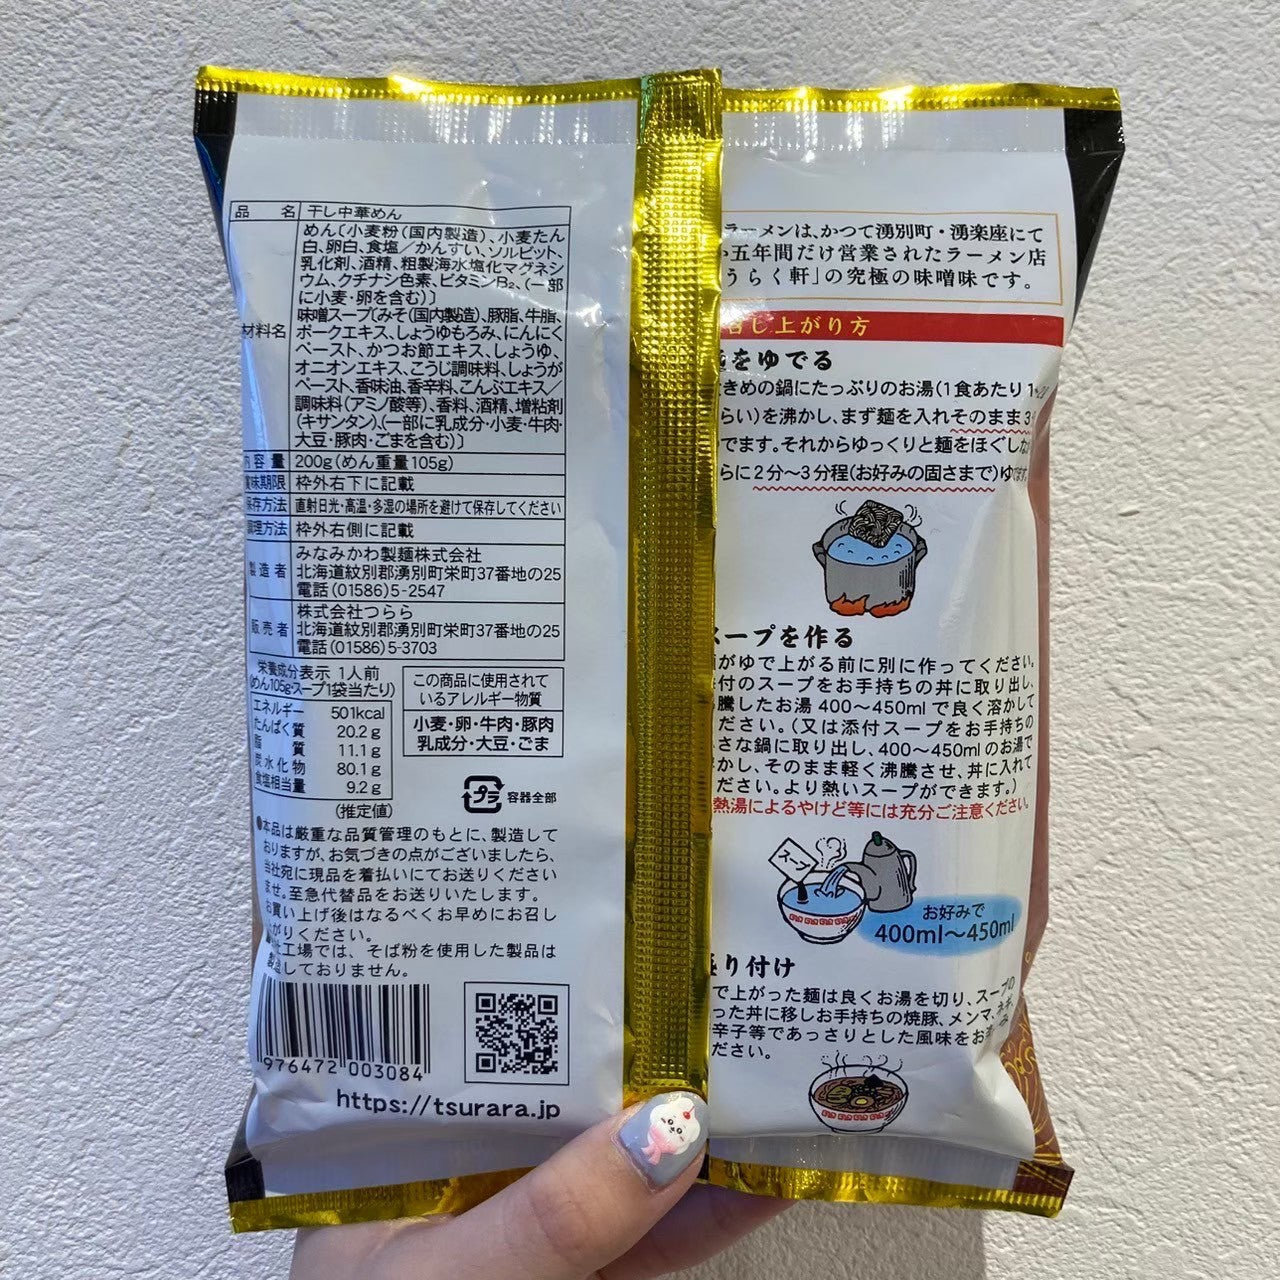 品 名 干し中華めん
材料名
めん〔小麦粉(国内製造)、小麦たん
白、卵白、食塩／かんすい、ソルビット、
乳化剤、酒精、粗製海水塩化マグネシ
ウム、クチナシ色素、ビタミンB₂、(一部
に小麦・卵を含む)〕
味噌スープ〔みそ(国内製造)、豚脂、牛脂、
ポークエキス、しょうゆもろみ、にんにく
ペースト、かつお節エキス、しょうゆ、
オニオンエキス、こうじ調味料、しょうが
ペースト、香味油、香辛料、こんぶエキス／
調味料(アミノ酸等)、香料、酒精、増粘剤
(キサンタン)、(一部に乳成分・小麦・牛肉・
大豆・豚肉・ごまを含む)〕
内容量 200g(めん重量105g)
賞味期限 枠外右下に記載
保存方法 直射日光・高温・多湿の場所を避けて保存してください
調理方法 枠外右側に記載
製造者 みなみかわ製麺株式会社
北海道紋別郡湧別町栄町37番地の25
電話(01586)5-2547
販売者 株式会社つらら
北海道紋別郡湧別町栄町37番地の25
電話(01586)5-3703
栄養成分表示 1人前
(めん105g・スープ1袋当たり)
エネルギー 501kcal
たんぱく質 20.2g
脂質 11.1g
炭水化物 80.1g
食塩相当量 9.2g
(推定値)
この商品に使用されて
いるアレルギー物質
小麦・卵・牛肉・豚肉
乳成分・大豆・ごま
プラ 容器全部
●本品は厳重な品質管理のもとに、製造して
おりますが、お気づきの点がございましたら、
当社宛に現品を着払いにてお送りください
ませ。至急代替品をお送りいたします。
お買い上げ後はなるべくお早めにお召し
がりください。
工場では、そば粉を使用した製品は
しておりません。
976472 003084
https://tsurara.jp
ラーメンは、かつて湧別町・湧楽座にて
五年間だけ営業されたラーメン店
うらく軒」の究極の味噌味です。
召し上がり方
をゆでる
きめの鍋にたっぷりのお湯(1食あたり1
らい)を沸かし、まず麺を入れそのまま3
でます。それからゆっくりと麺をほぐしな
らに2分〜3分程(お好みの固さまで)ゆ
スープを作る
がゆで上がる前に別に作ってください。
付のスープをお手持ちの丼に取り出し、
騰したお湯400〜450mlで良く溶かして
ださい。(又は添付スープをお手持ちの
さな鍋に取り出し、400〜450mlのお湯で
かし、そのまま軽く沸騰させ、丼に入れて
ださい。より熱いスープができます。)
熱湯によるやけど等には充分ご注意ください。
スープ
お好みで
400ml〜450ml
り付け
で上がった麺は良くお湯を切り、スープの
った丼に移しお手持ちの焼豚、メンマ、ネギ、
辛子等であっさりとした風味をお
ださい。